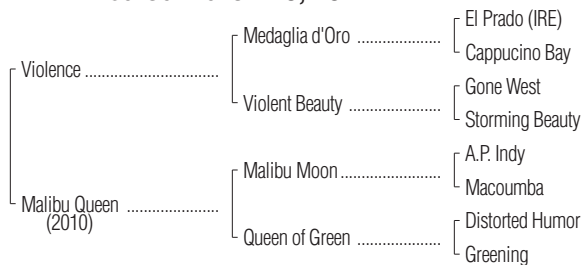 El Prado (IRE)
Medaglia d'Oro
Cappucino Bay
Violence
Gone West
Violent Beauty
Storming Beauty
A.P. Indy
Malibu Moon
Macoumba
Malibu Queen
(2010)
Distorted Humor
Queen of Green
Greening